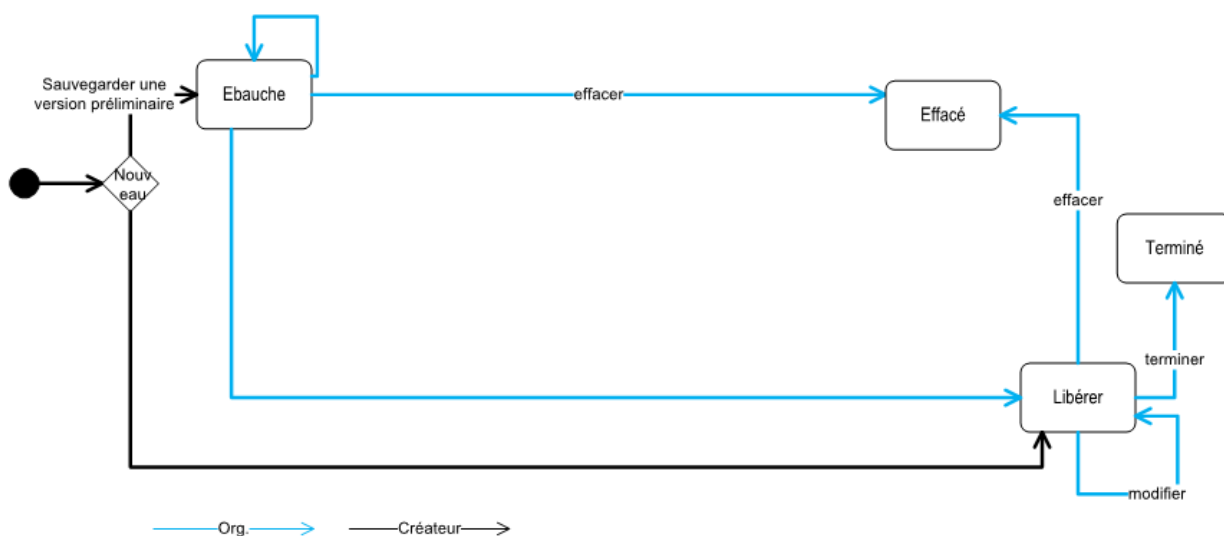 Sauvegarder une
version préliminaire
Ebauche
effacer
Effacé
Nouv
eau
effacer
Terminé
terminer
Libérer
modifier
Org.
Créateur